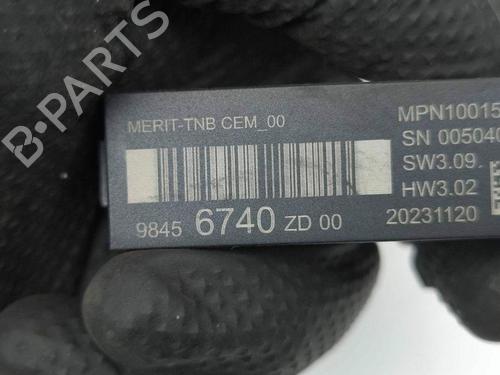 MERIT-TNB CEM_00
9845 6740 ZD 00
MPN10015
SN 005040
SW3.09.
HW3.02
20231120
B-PARTS